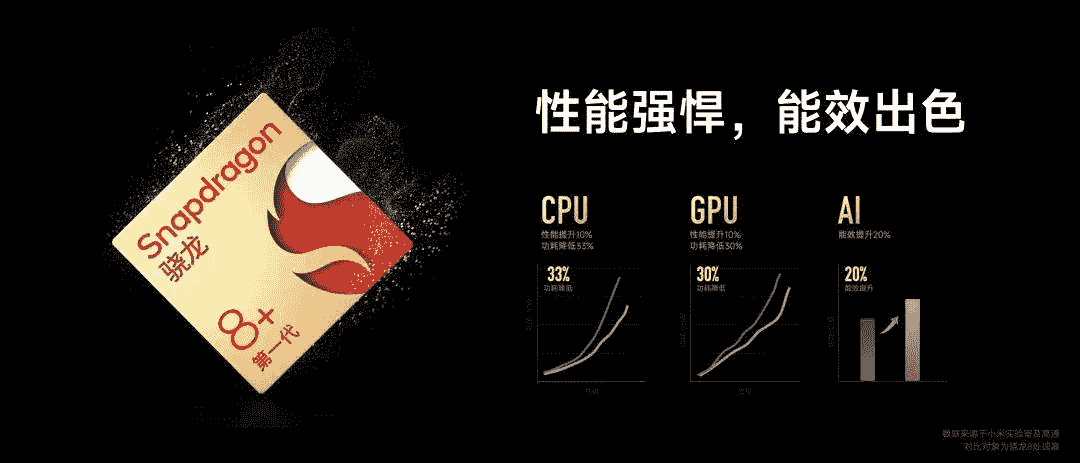 Snapdragon
骁龙
8+
第一代
性能强悍，能效出色
CPU
性能提升10%
功耗降低33%
GPU
性能提升10%
功耗降低30%
AI
能效提升20%
33%
功耗降低
30%
功耗降低
20%
能效提升
数据来源于小米实验室及高通
对比对象为骁龙8处理器